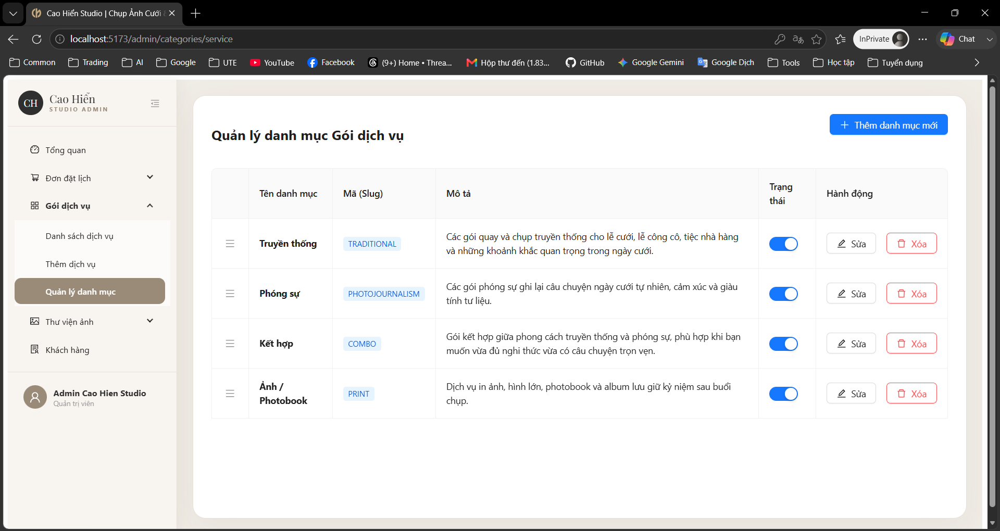 Cao Hiển Studio | Chụp Ảnh Cưới
localhost:5173/admin/categories/service
InPrivate
Chat
Common
Trading
AI
Google
UTE
YouTube
Facebook
(9+) Home • Threa...
Hộp thư đến (1.83...
GitHub
Google Gemini
Google Dịch
Tools
Học tập
Tuyển dụng
CH
Cao Hiển
STUDIO ADMIN
Tổng quan
Đơn đặt lịch
Gói dịch vụ
Danh sách dịch vụ
Thêm dịch vụ
Quản lý danh mục
Thư viện ảnh
Khách hàng
Admin Cao Hien Studio
Quản trị viên
Quản lý danh mục Gói dịch vụ
Thêm danh mục mới
Tên danh mục
Mã (Slug)
Mô tả
Trạng
thái
Hành động
Truyền thống
TRADITIONAL
Các gói quay và chụp truyền thống cho lễ cưới, lễ công cô, tiệc nhà hàng
và những khoảnh khắc quan trọng trong ngày cưới.
Sửa
Xóa
Phóng sự
PHOTOJOURNALISM
Các gói phóng sự ghi lại câu chuyện ngày cưới tự nhiên, cảm xúc và giàu
tính tư liệu.
Sửa
Xóa
Kết hợp
COMBO
Gói kết hợp giữa phong cách truyền thống và phóng sự, phù hợp khi bạn
muốn vừa đủ nghi thức vừa có câu chuyện trọn vẹn.
Sửa
Xóa
Ảnh /
Photobook
PRINT
Dịch vụ in ảnh, hình lớn, photobook và album lưu giữ kỷ niệm sau buổi
chụp.
Sửa
Xóa